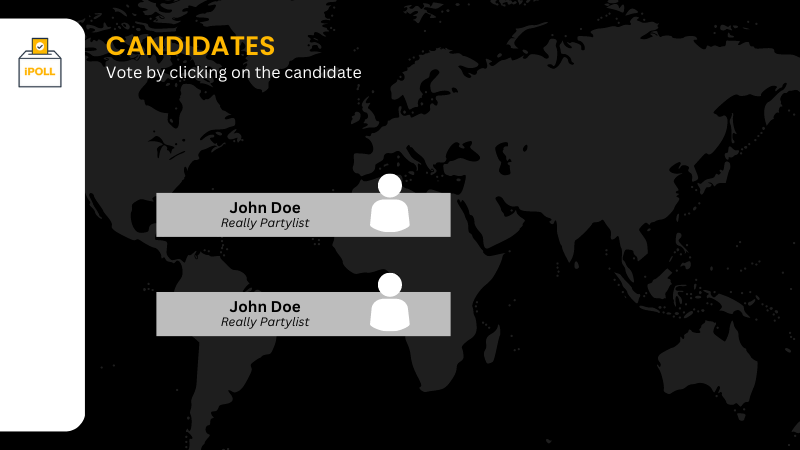 iPOLL
CANDIDATES
Vote by clicking on the candidate
John Doe
Really Partylist
John Doe
Really Partylist